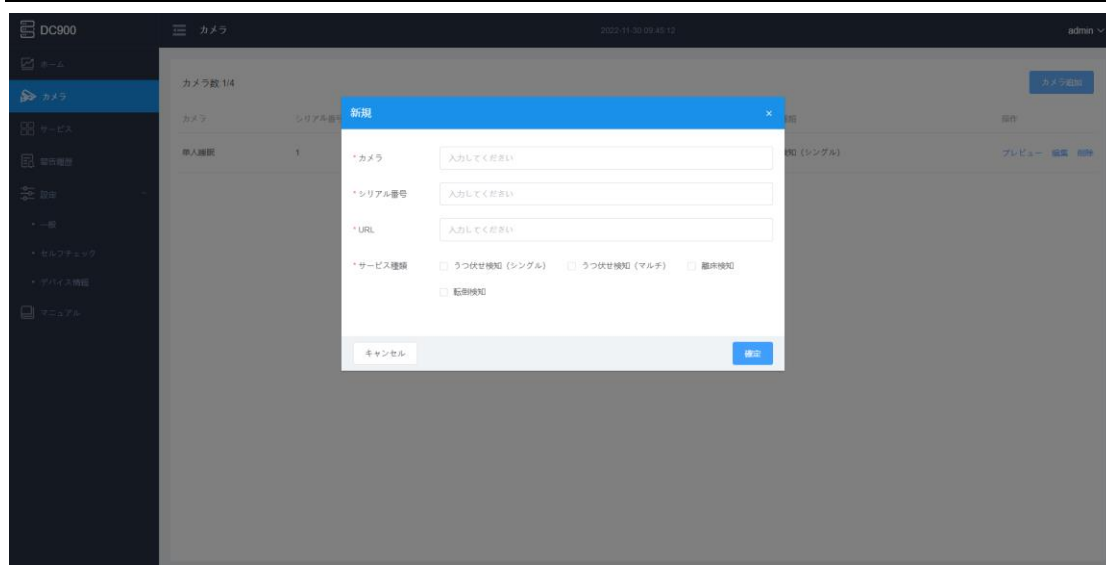 DC900
カメラ
2022-11-30 09:45:12
admin
ホーム
カメラ
サービス
警告履歴
設定
一般
セルフチェック
デバイス情報
マニュアル
カメラ数:1/4
カメラ追加
カメラ
シリアル番号
操作
単人睡眠
1
検知 (シングル)
プレビュー 編集 削除
新規
×
* カメラ
入力してください
* シリアル番号
入力してください
* URL
入力してください
* サービス種類
うつ伏せ検知 (シングル) うつ伏せ検知 (マルチ) 離床検知
転倒検知
キャンセル
確定